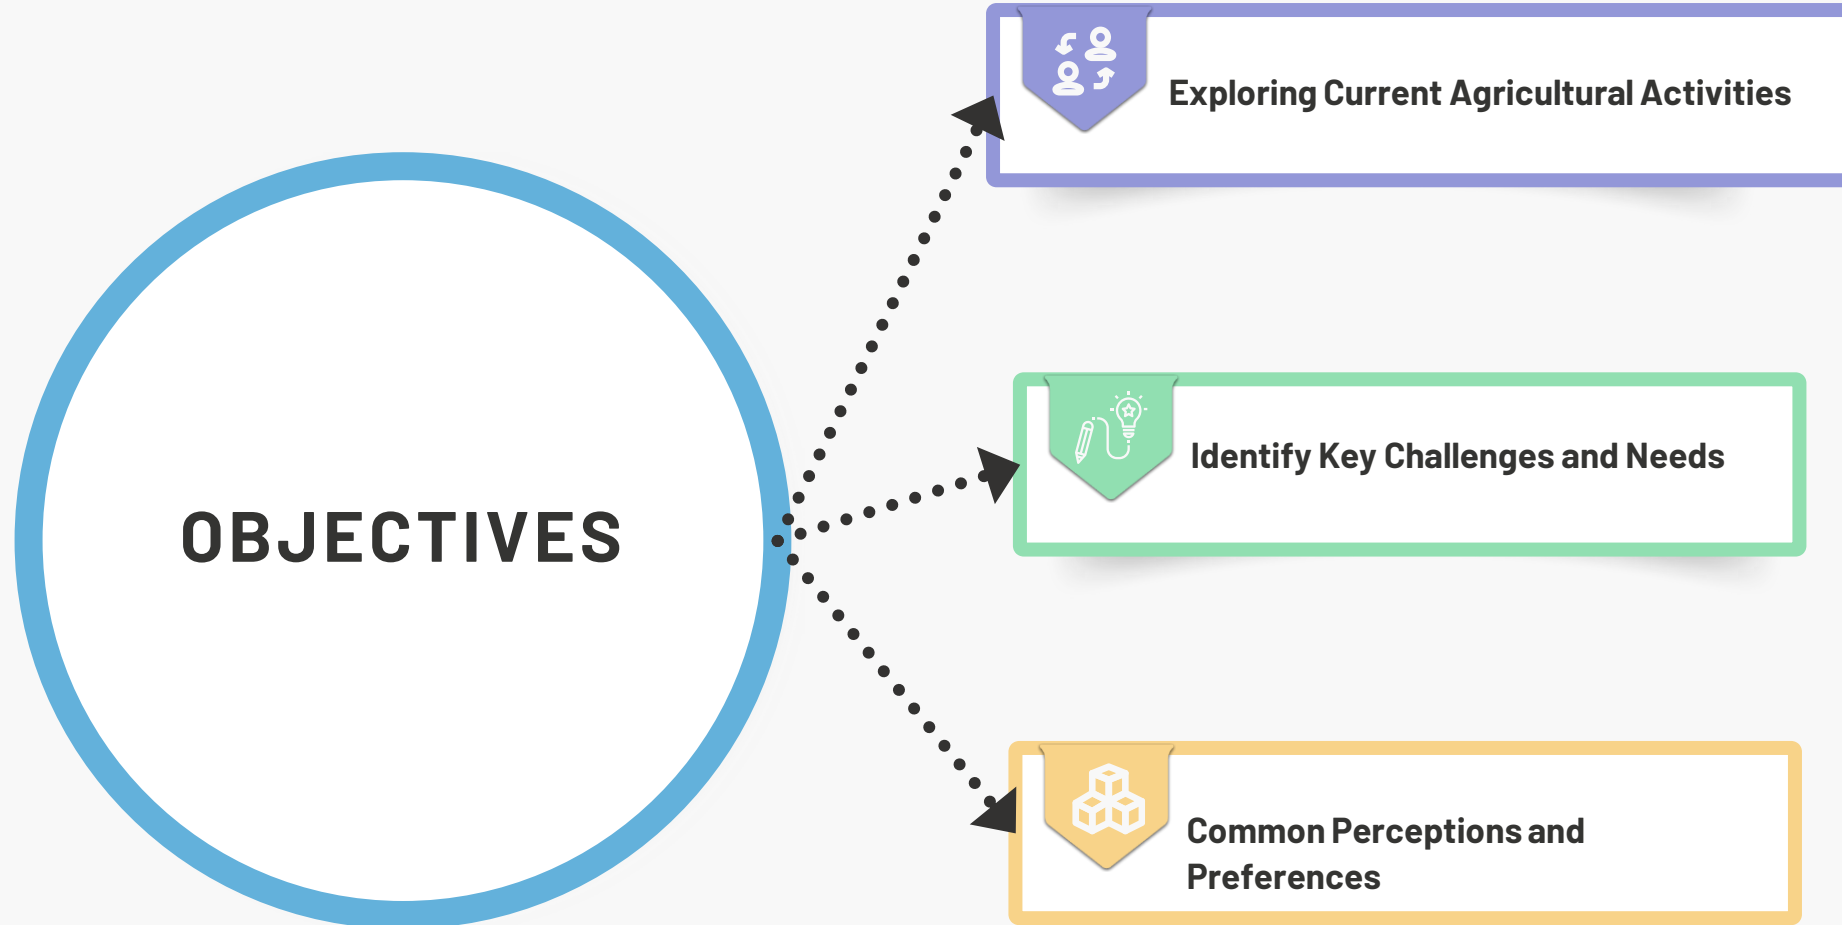 OBJECTIVES
Exploring Current Agricultural Activities
Identify Key Challenges and Needs
Common Perceptions and
Preferences